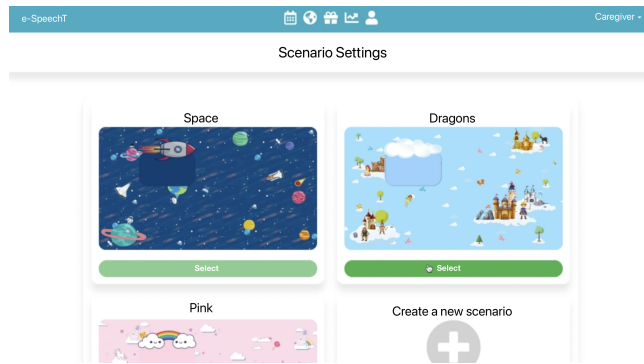 e-SpeechT
Caregiver
Scenario Settings
Space
Dragons
Select
Select
Pink
Create a new scenario